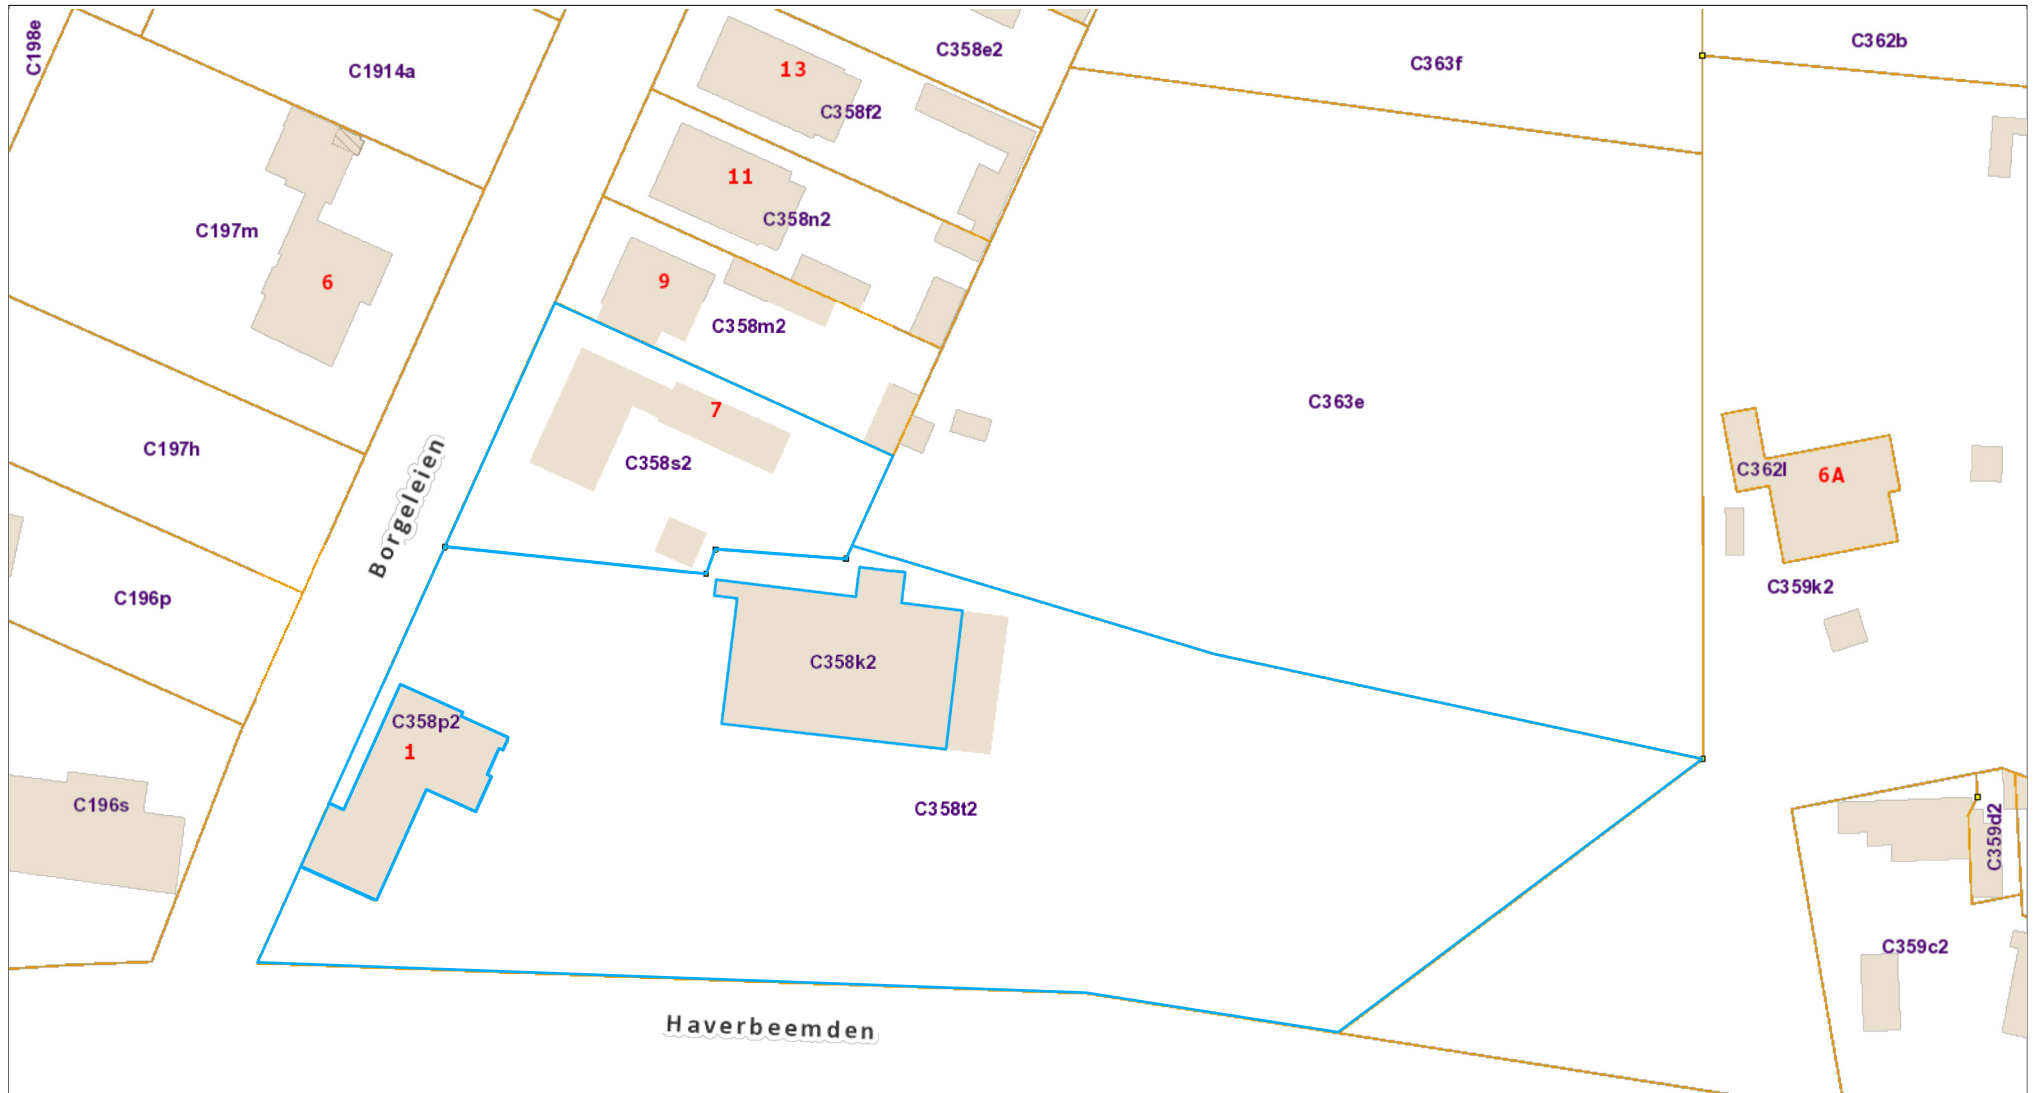 C198e
C1914a
13
C358e2
C363f
C362b
C358f2
11
C358n2
C197m
6
9
C358m2
C363e
7
C358s2
C197h
Borgeleien
C362l
6A
C359k2
C196p
C358k2
C358p2
1
C196s
C358t2
C359d2
C359c2
Haverbeemden